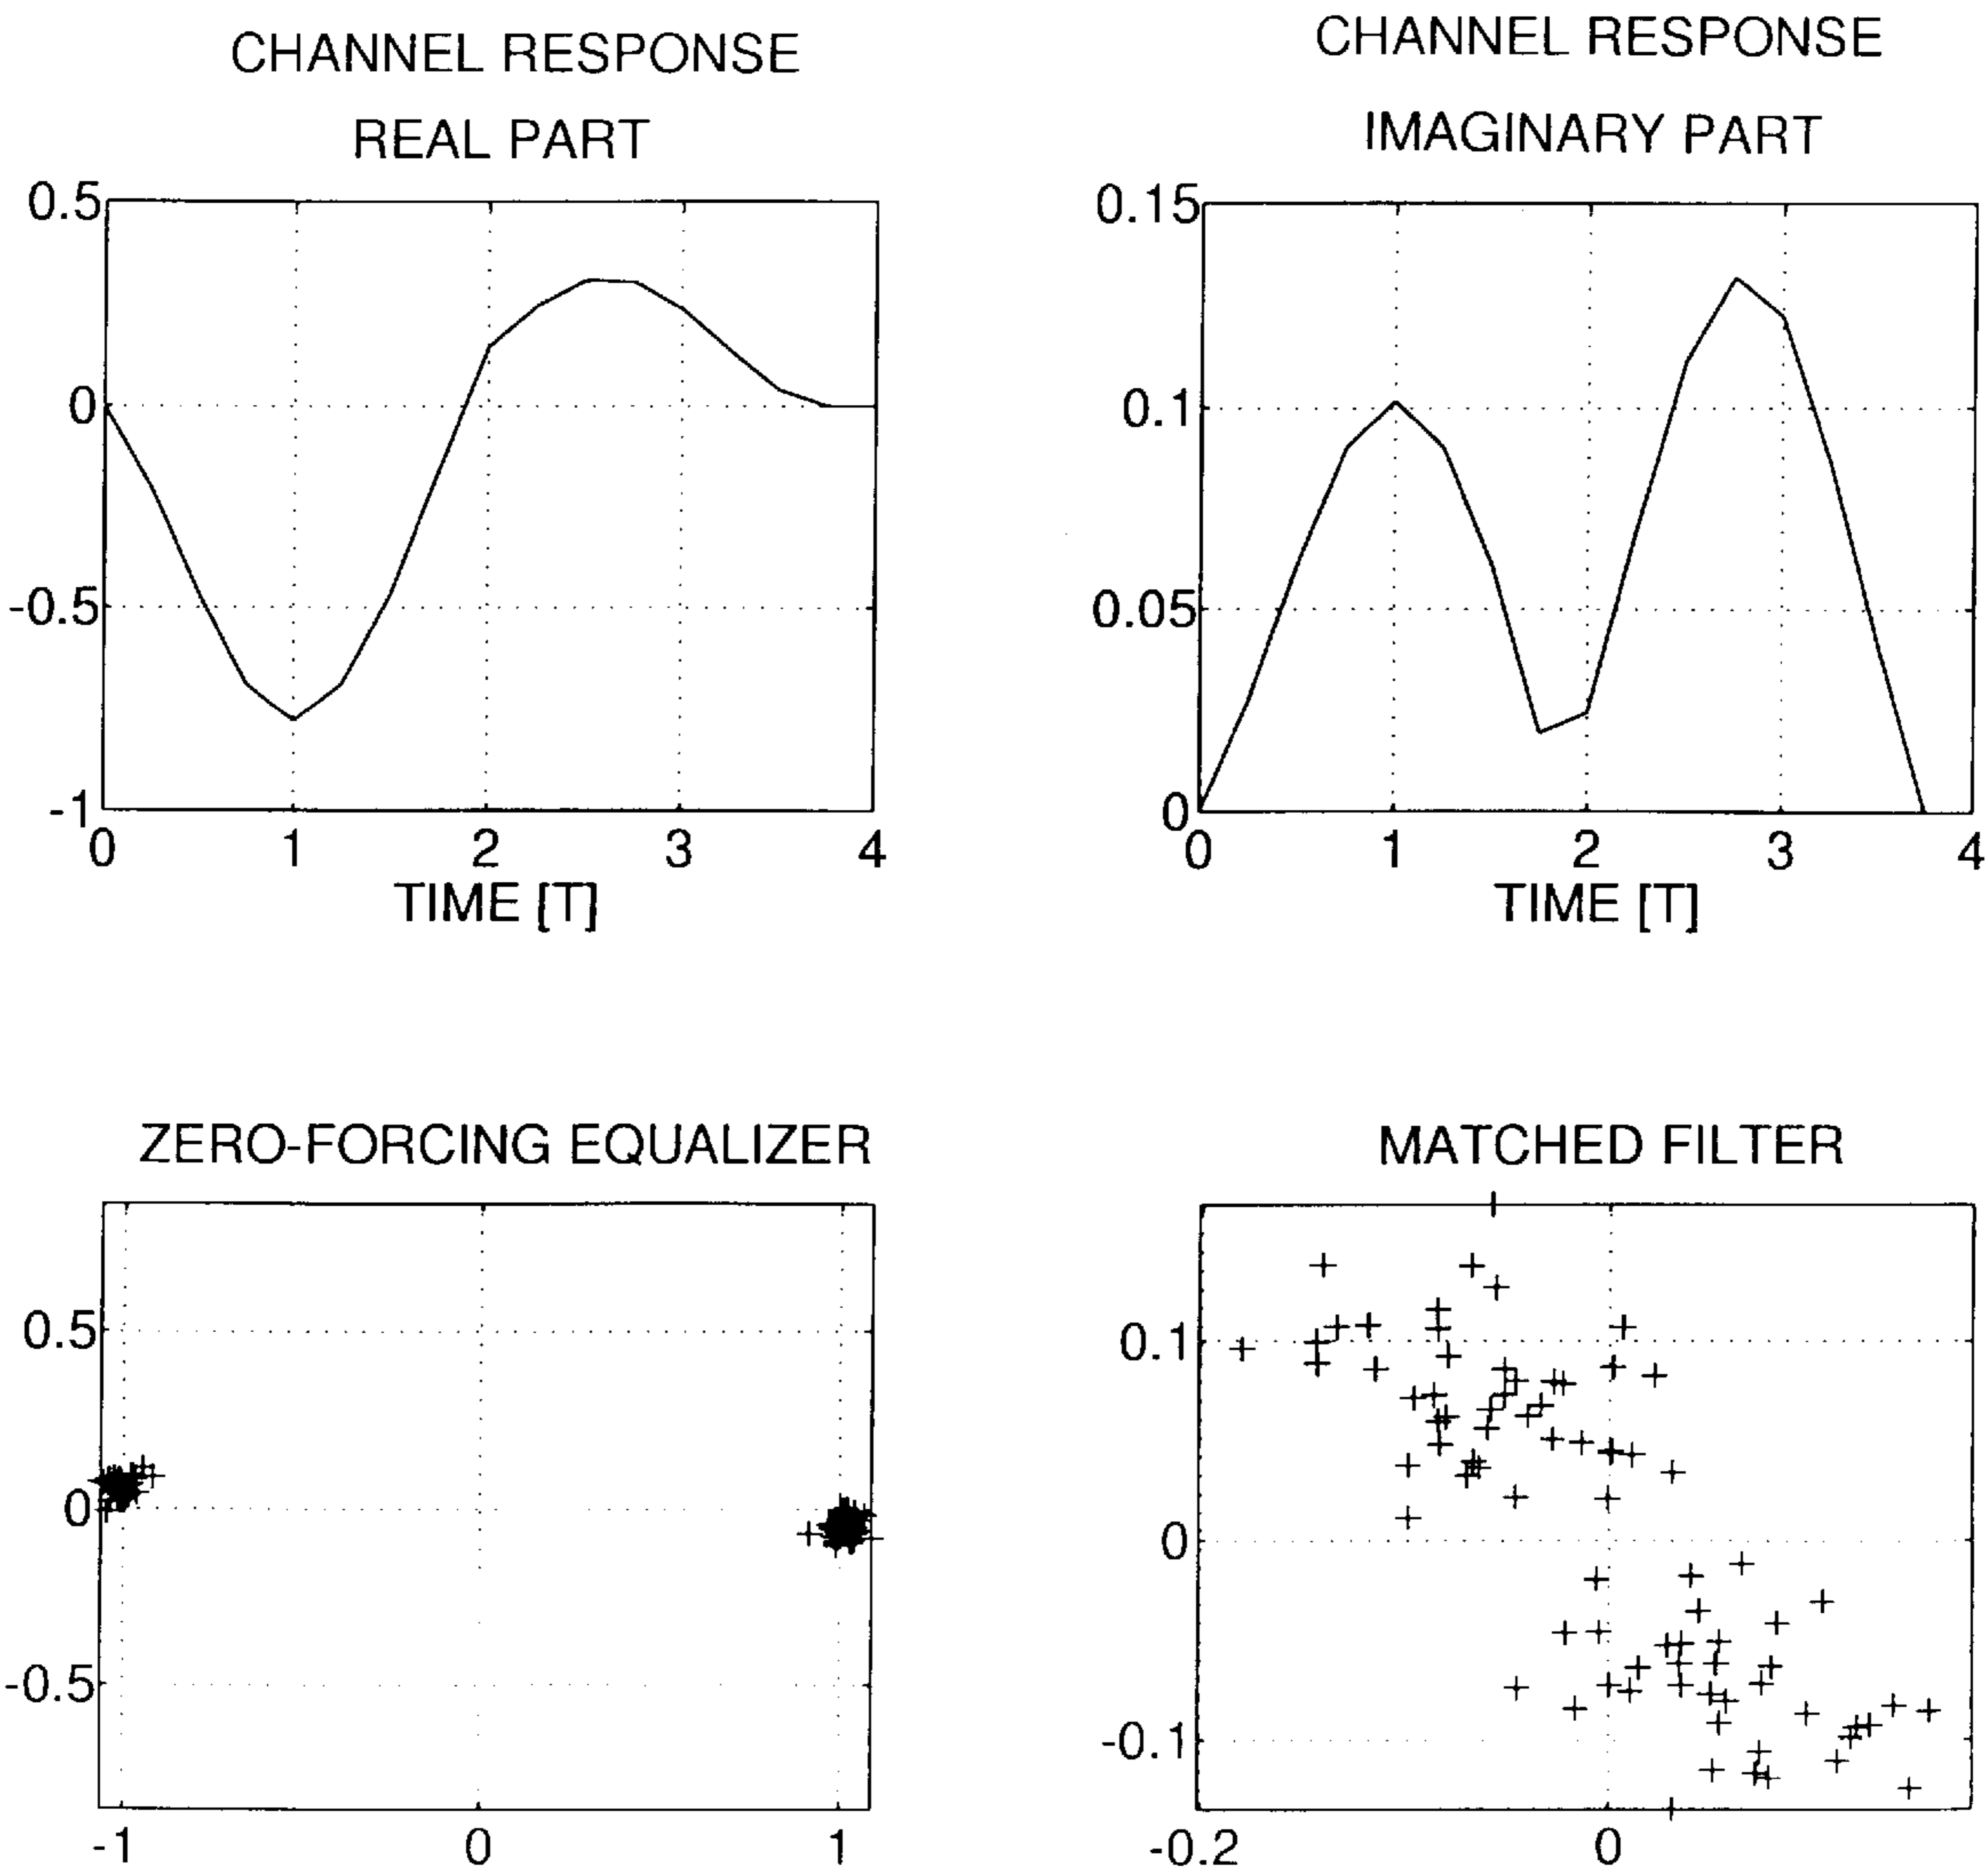 CHANNEL RESPONSE
REAL PART
0.5
0
-0.5
-1
0 1 2 3 4
TIME [T]
CHANNEL RESPONSE
IMAGINARY PART
0.15
0.1
0.05
0
0 1 2 3 4
TIME [T]
ZERO-FORCING EQUALIZER
0.5
0
-0.5
-1 0 1
MATCHED FILTER
0.1
0
-0.1
-0.2 0